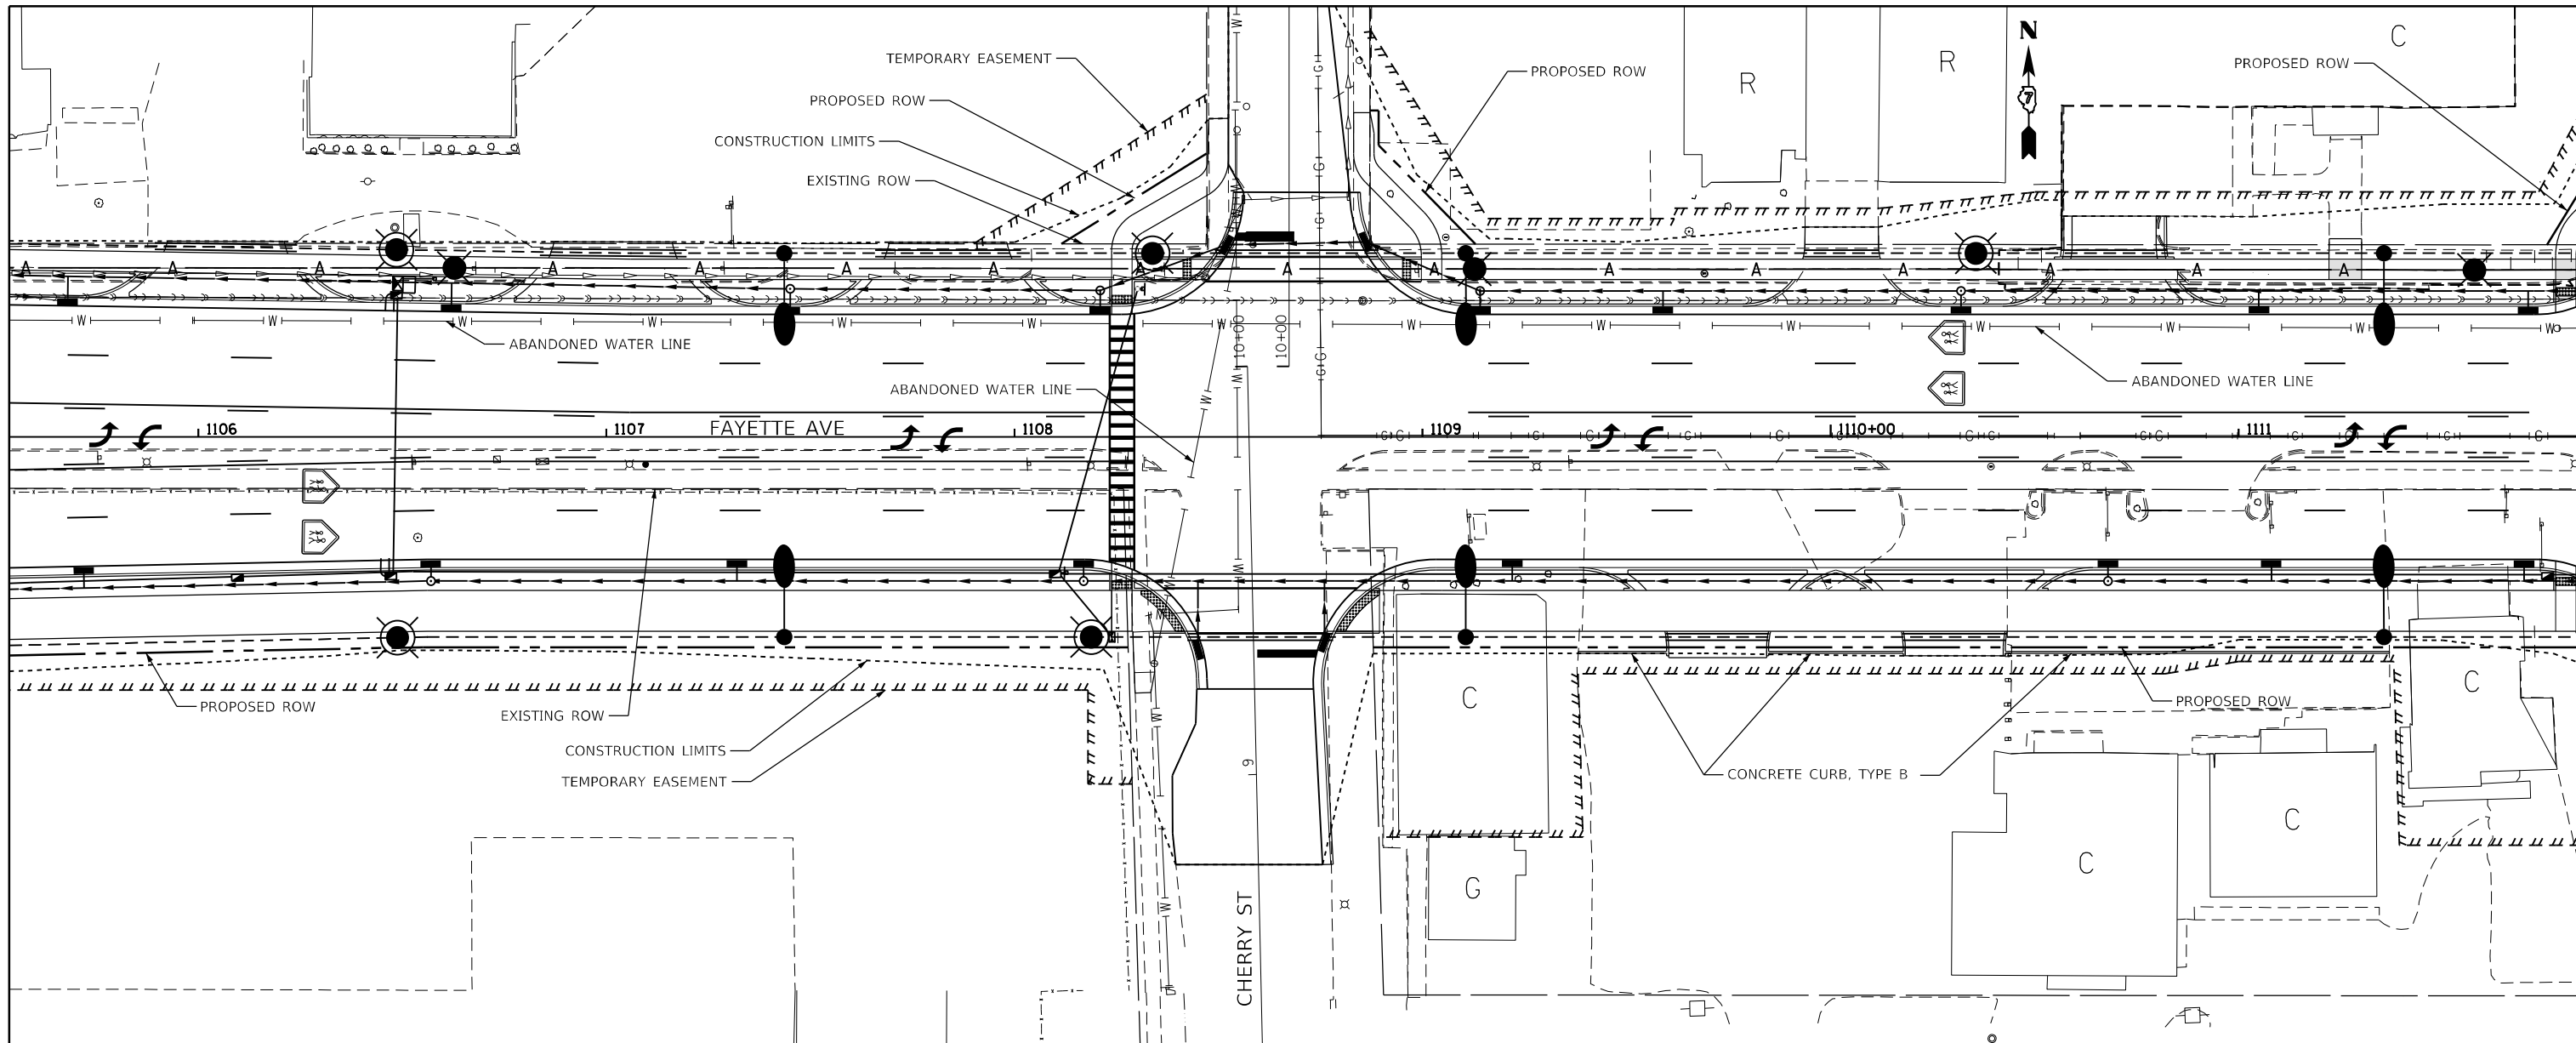 TEMPORARY EASEMENT
PROPOSED ROW
CONSTRUCTION LIMITS
EXISTING ROW
PROPOSED ROW
R
R
N
7
C
PROPOSED ROW
A A A A A A A A A A A A A A A A
W W W W W W W W W W W W W
ABANDONED WATER LINE
10+00
10+00
ABANDONED WATER LINE
ABANDONED WATER LINE
1106
1107
FAYETTE AVE
1108
1109
1110+00
1111
PROPOSED ROW
EXISTING ROW
CONSTRUCTION LIMITS
TEMPORARY EASEMENT
9
C
CONCRETE CURB, TYPE B
PROPOSED ROW
C
C
C
G
CHERRY ST